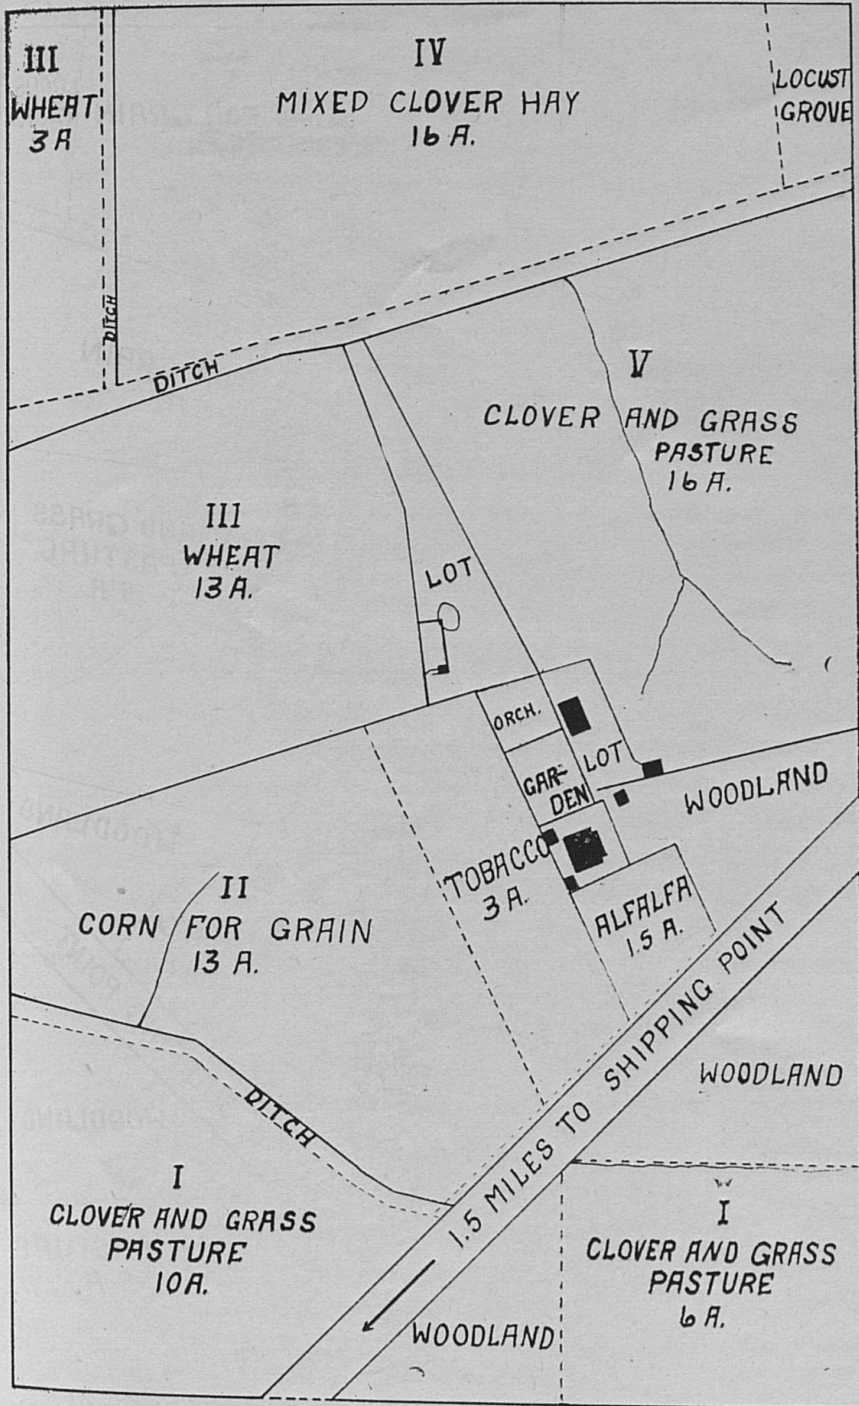 III
WHEAT
3 A
IV
MIXED CLOVER HAY
16 A.
LOCUST
GROVE
DITCH
DITCH
V
CLOVER AND GRASS
PASTURE
16 A.
III
WHEAT
13 A.
LOT
ORCH.
GAR-
DEN
LOT
WOODLAND
TOBACCO
3 A.
ALFALFA
1.5 A.
II
CORN FOR GRAIN
13 A.
1.5 MILES TO SHIPPING POINT
WOODLAND
DITCH
I
CLOVER AND GRASS
PASTURE
10 A.
I
CLOVER AND GRASS
PASTURE
6 A.
WOODLAND